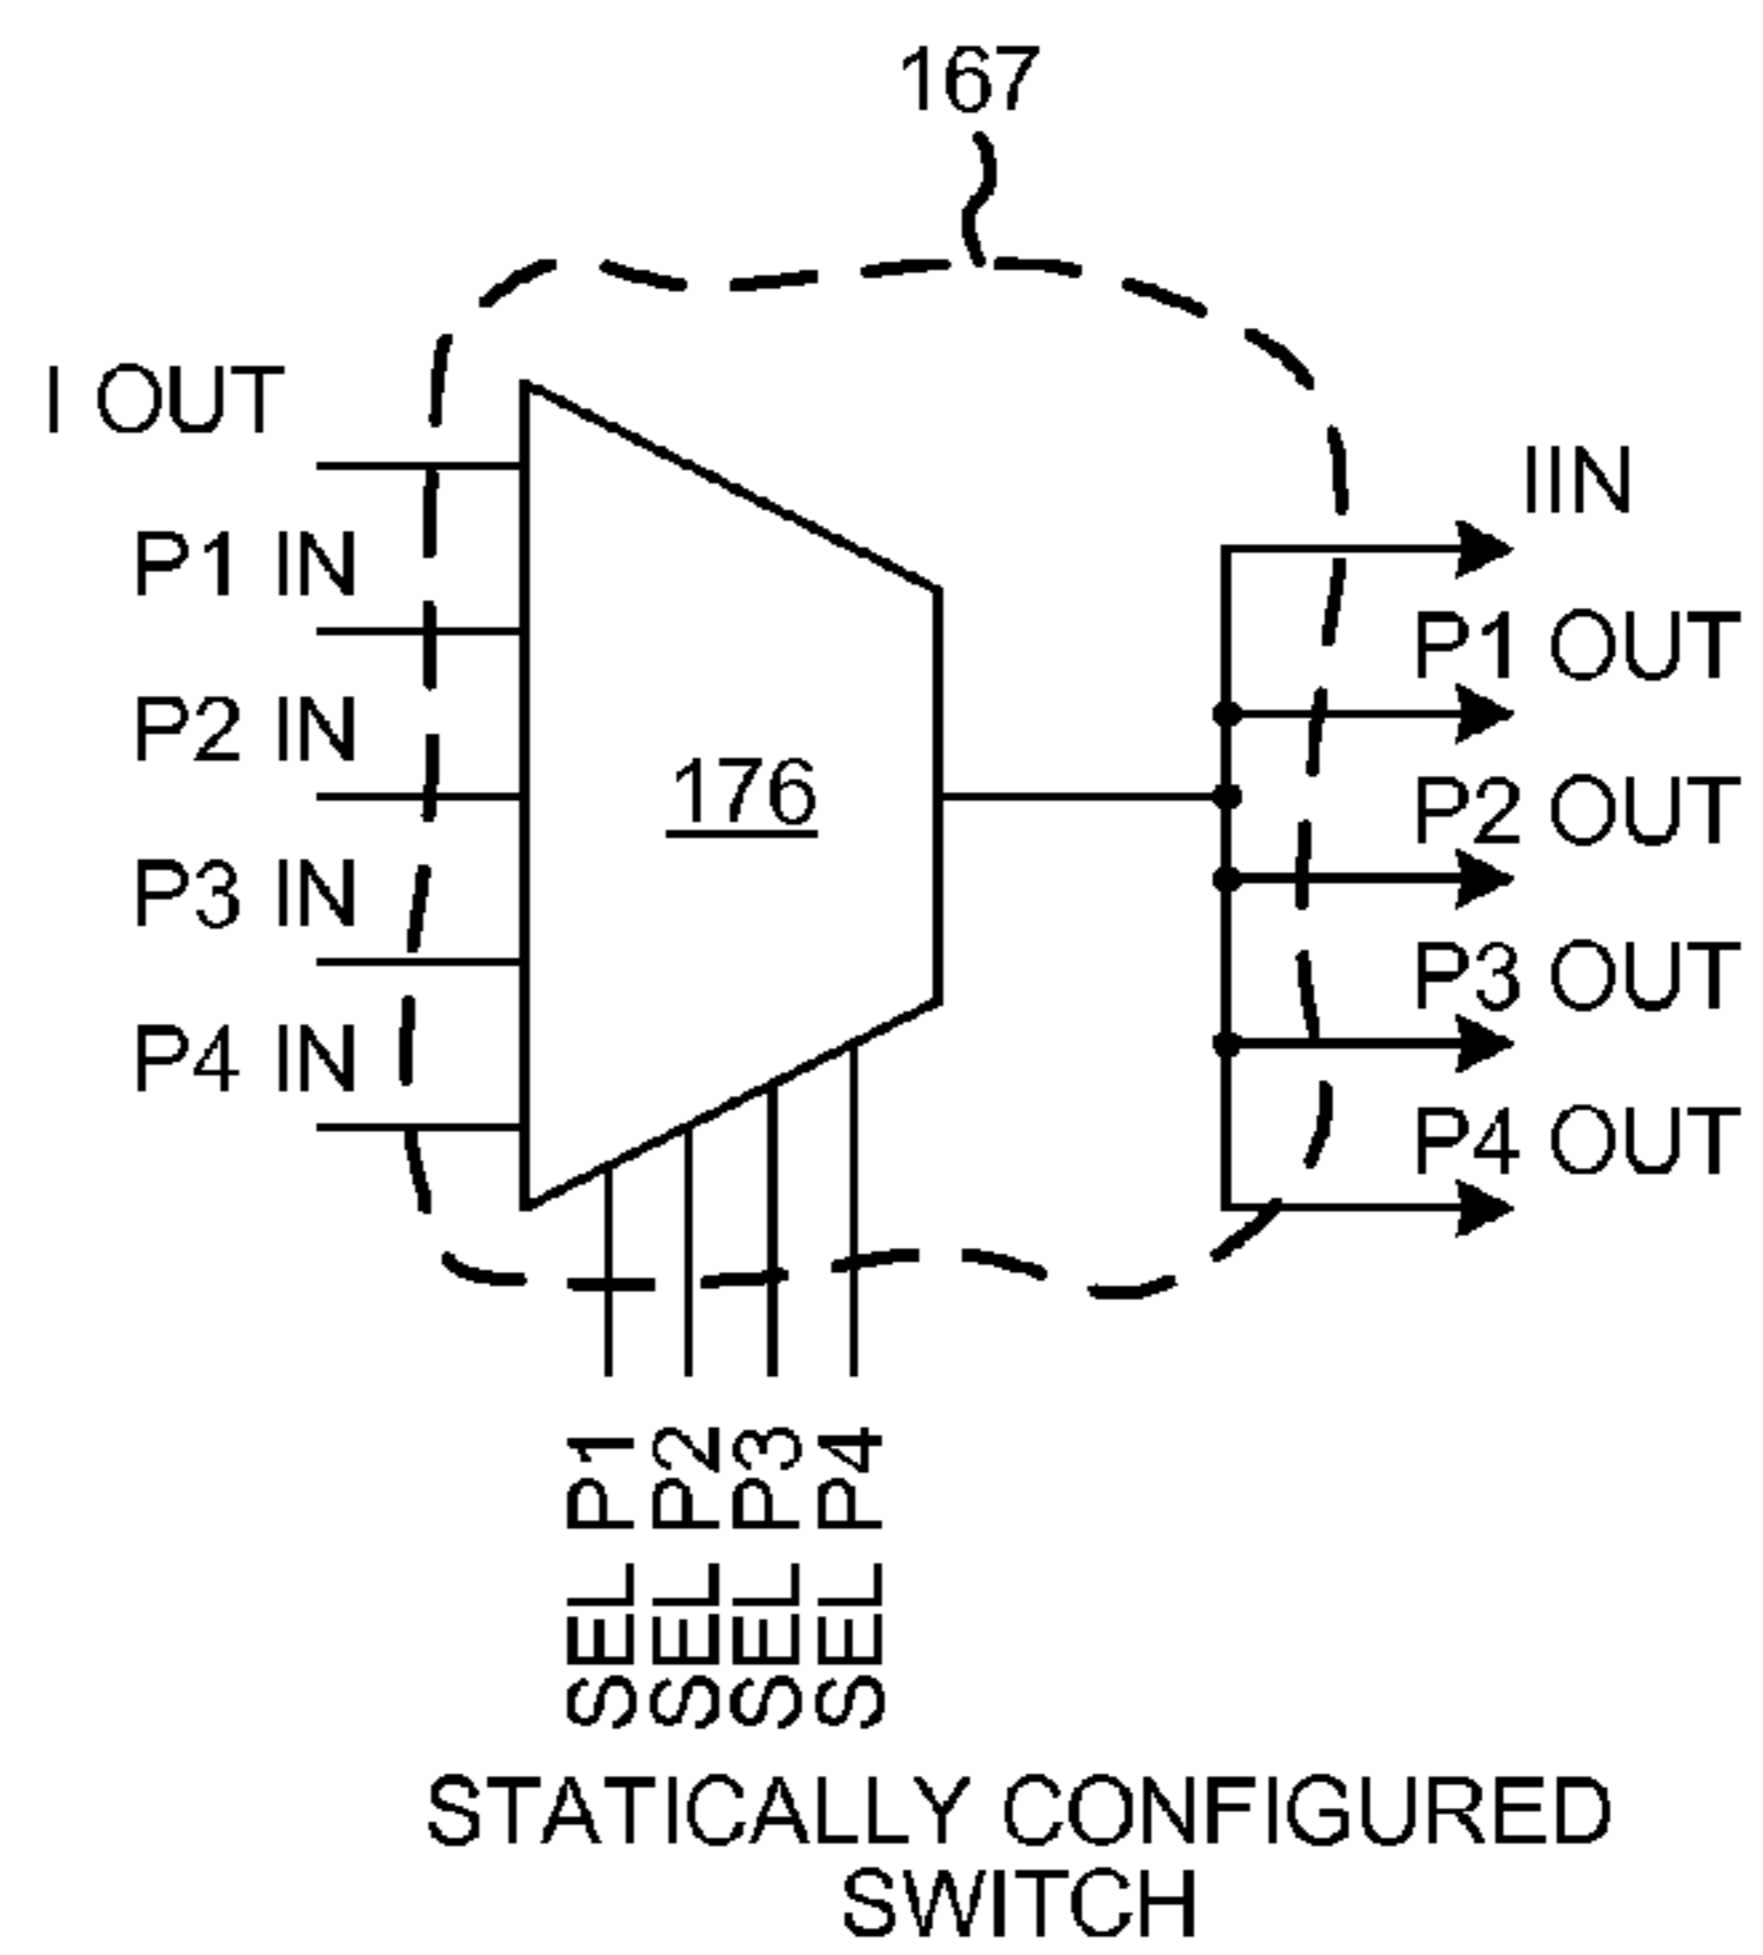 167
I OUT
P1 IN
P2 IN
P3 IN
P4 IN
176
IIN
P1 OUT
P2 OUT
P3 OUT
P4 OUT
SEL P1
SEL P2
SEL P3
SEL P4
STATICALLY CONFIGURED
SWITCH